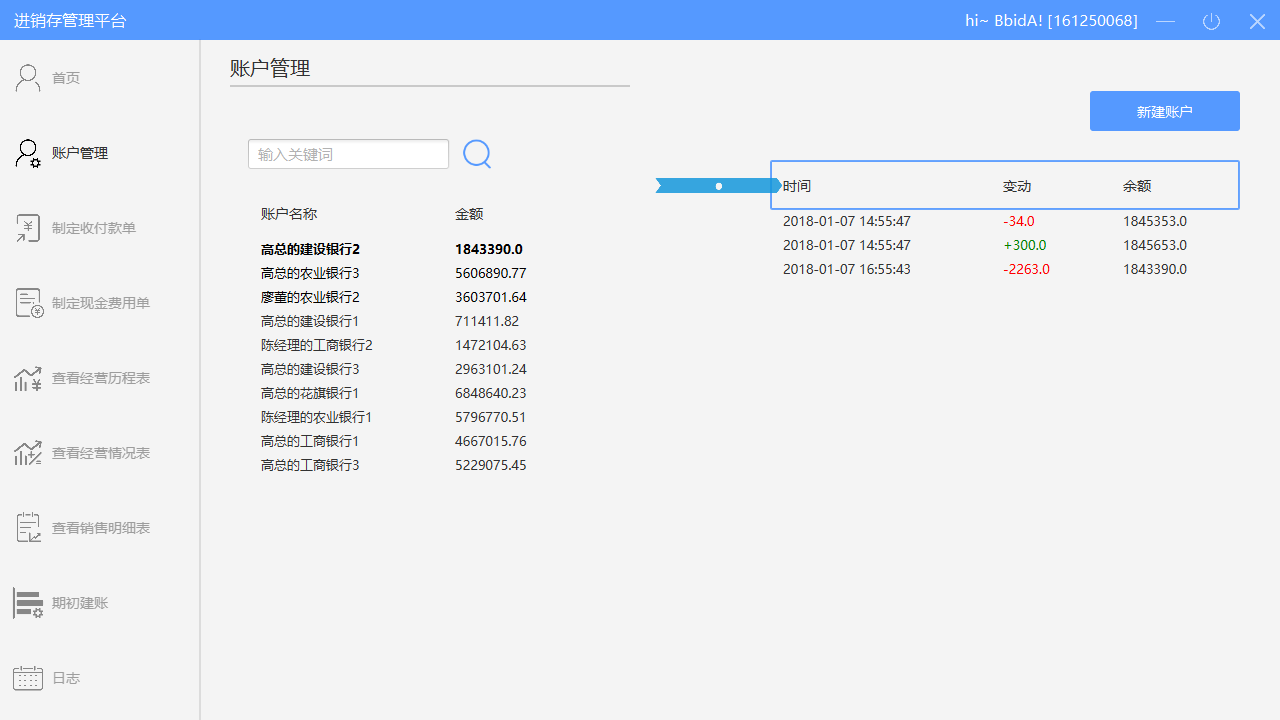 进销存管理平台
hi~ BbidA! [161250068]
首页
账户管理
制定收付款单
制定现金费用单
查看经营历程表
查看经营情况表
查看销售明细表
期初建账
日志
账户管理
新建账户
输入关键词
账户名称 金额
高总的建设银行2 1843390.0
高总的农业银行3 5606890.77
廖董的农业银行2 3603701.64
高总的建设银行1 711411.82
陈经理的工商银行2 1472104.63
高总的建设银行3 2963101.24
高总的花旗银行1 6848640.23
陈经理的农业银行1 5796770.51
高总的工商银行1 4667015.76
高总的工商银行3 5229075.45
时间 变动 余额
2018-01-07 14:55:47 -34.0 1845353.0
2018-01-07 14:55:47 +300.0 1845653.0
2018-01-07 16:55:43 -2263.0 1843390.0